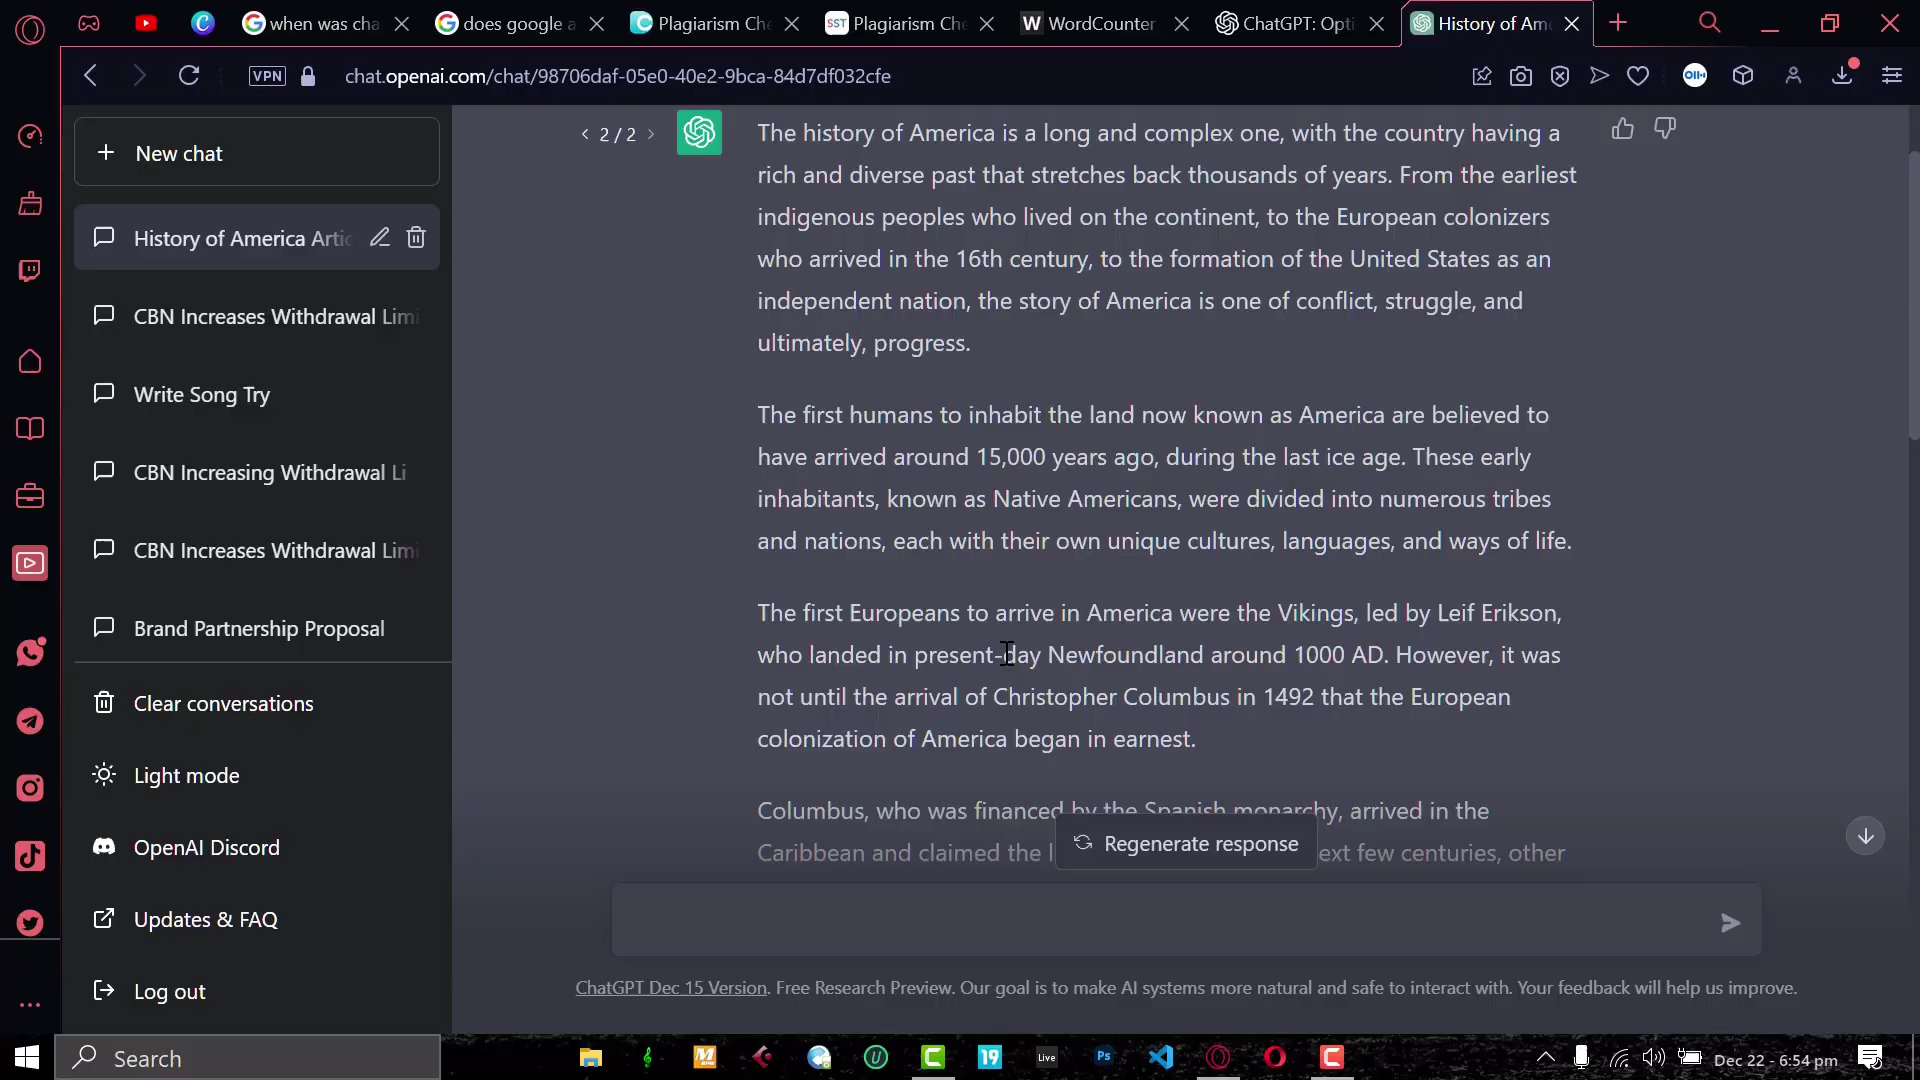 when was cha
does google a
Plagiarism Che
SST
Plagiarism Che
W
WordCounter
ChatGPT: Opti
History of Am
VPN
chat.openai.com/chat/98706daf-05e0-40e2-9bca-84d7df032cfe
New chat
History of America Artic
CBN Increases Withdrawal Limi
Write Song Try
CBN Increasing Withdrawal Li
CBN Increases Withdrawal Limi
Brand Partnership Proposal
Clear conversations
Light mode
OpenAI Discord
Updates & FAQ
Log out
< 2 / 2 >
The history of America is a long and complex one, with the country having a
rich and diverse past that stretches back thousands of years. From the earliest
indigenous peoples who lived on the continent, to the European colonizers
who arrived in the 16th century, to the formation of the United States as an
independent nation, the story of America is one of conflict, struggle, and
ultimately, progress.
The first humans to inhabit the land now known as America are believed to
have arrived around 15,000 years ago, during the last ice age. These early
inhabitants, known as Native Americans, were divided into numerous tribes
and nations, each with their own unique cultures, languages, and ways of life.
The first Europeans to arrive in America were the Vikings, led by Leif Erikson,
who landed in present-day Newfoundland around 1000 AD. However, it was
not until the arrival of Christopher Columbus in 1492 that the European
colonization of America began in earnest.
Columbus, who was financed by the Spanish monarchy, arrived in the
Caribbean and claimed the l
ext few centuries, other
Regenerate response
ChatGPT Dec 15 Version. Free Research Preview. Our goal is to make AI systems more natural and safe to interact with. Your feedback will help us improve.
Search
19
Live
Ps
Dec 22 - 6:54 pm